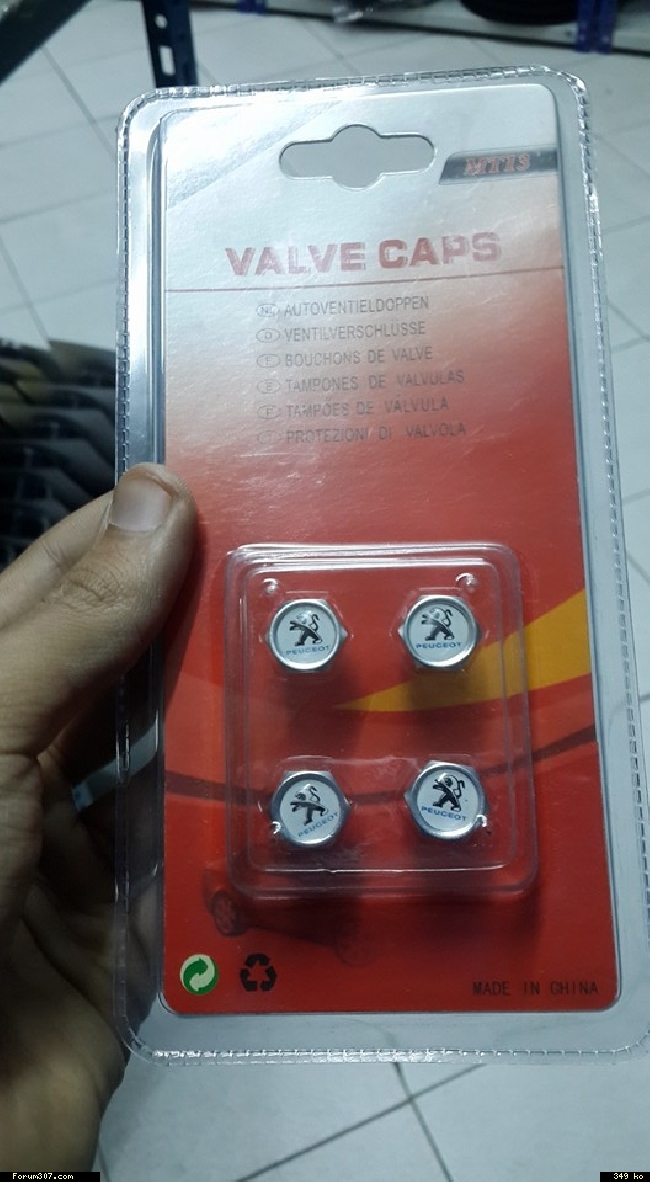 MT13
VALVE CAPS
NL AUTOVENTIELDOPPEN
D VENTILVERSCHLÜSSE
F BOUCHONS DE VALVE
E TAMPONES DE VALVULAS
P TAMPÕES DE VÁLVULA
I PROTEZIONI DI VALVOLA
PEUGEOT
PEUGEOT
PEUGEOT
PEUGEOT
MADE IN CHINA
Forum307.com
349 ko